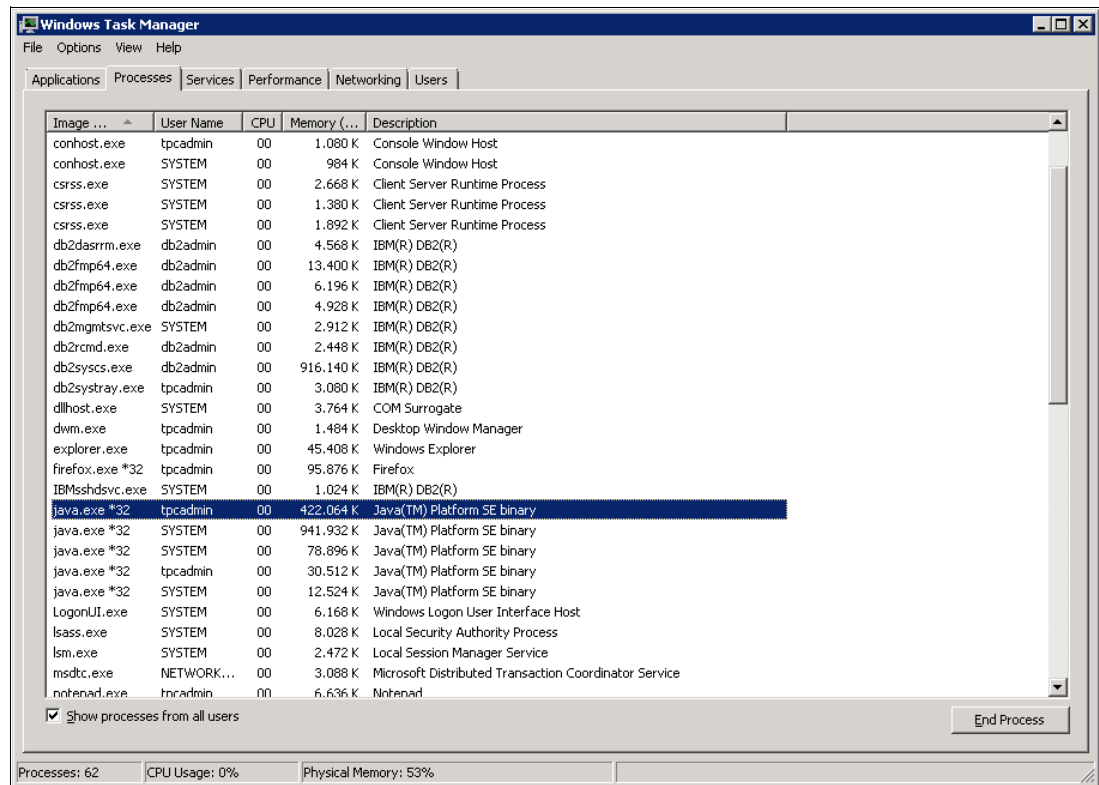 Windows Task Manager
File Options View Help
Applications Processes Services Performance Networking Users
Image ... User Name CPU Memory (... Description
conhost.exe tpcadmin 00 1.080 K Console Window Host
conhost.exe SYSTEM 00 984 K Console Window Host
csrss.exe SYSTEM 00 2.668 K Client Server Runtime Process
csrss.exe SYSTEM 00 1.380 K Client Server Runtime Process
csrss.exe SYSTEM 00 1.892 K Client Server Runtime Process
db2dasrrm.exe db2admin 00 4.568 K IBM(R) DB2(R)
db2fmp64.exe db2admin 00 13.400 K IBM(R) DB2(R)
db2fmp64.exe db2admin 00 6.196 K IBM(R) DB2(R)
db2fmp64.exe db2admin 00 4.928 K IBM(R) DB2(R)
db2mgmtsvc.exe SYSTEM 00 2.912 K IBM(R) DB2(R)
db2rcmd.exe db2admin 00 2.448 K IBM(R) DB2(R)
db2syscs.exe db2admin 00 916.140 K IBM(R) DB2(R)
db2systray.exe tpcadmin 00 3.080 K IBM(R) DB2(R)
dllhost.exe SYSTEM 00 3.764 K COM Surrogate
dwm.exe tpcadmin 00 1.484 K Desktop Window Manager
explorer.exe tpcadmin 00 45.408 K Windows Explorer
firefox.exe *32 tpcadmin 00 95.876 K Firefox
IBMsshdsvc.exe SYSTEM 00 1.024 K IBM(R) DB2(R)
java.exe *32 tpcadmin 00 422.064 K Java(TM) Platform SE binary
java.exe *32 SYSTEM 00 941.932 K Java(TM) Platform SE binary
java.exe *32 SYSTEM 00 78.896 K Java(TM) Platform SE binary
java.exe *32 tpcadmin 00 30.512 K Java(TM) Platform SE binary
java.exe *32 SYSTEM 00 12.524 K Java(TM) Platform SE binary
LogonUI.exe SYSTEM 00 6.168 K Windows Logon User Interface Host
lsass.exe SYSTEM 00 8.028 K Local Security Authority Process
lsm.exe SYSTEM 00 2.472 K Local Session Manager Service
msdtc.exe NETWORK... 00 3.088 K Microsoft Distributed Transaction Coordinator Service
notepad.exe tpcadmin 00 6.636 K Notepad
Show processes from all users
End Process
Processes: 62 CPU Usage: 0% Physical Memory: 53%